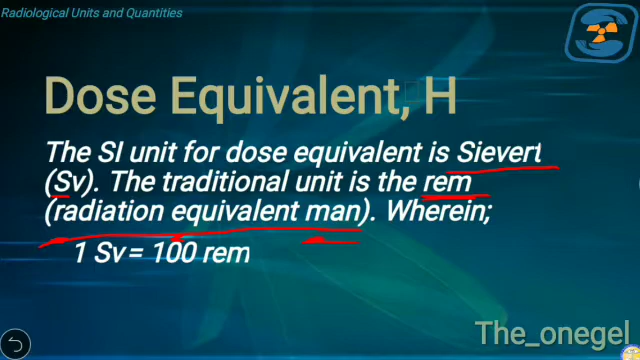 Radiological Units and Quantities
Dose Equivalent, H
The SI unit for dose equivalent is Sievert
(Sv). The traditional unit is the rem
(radiation equivalent man). Wherein;
1 Sv = 100 rem
The_onegel